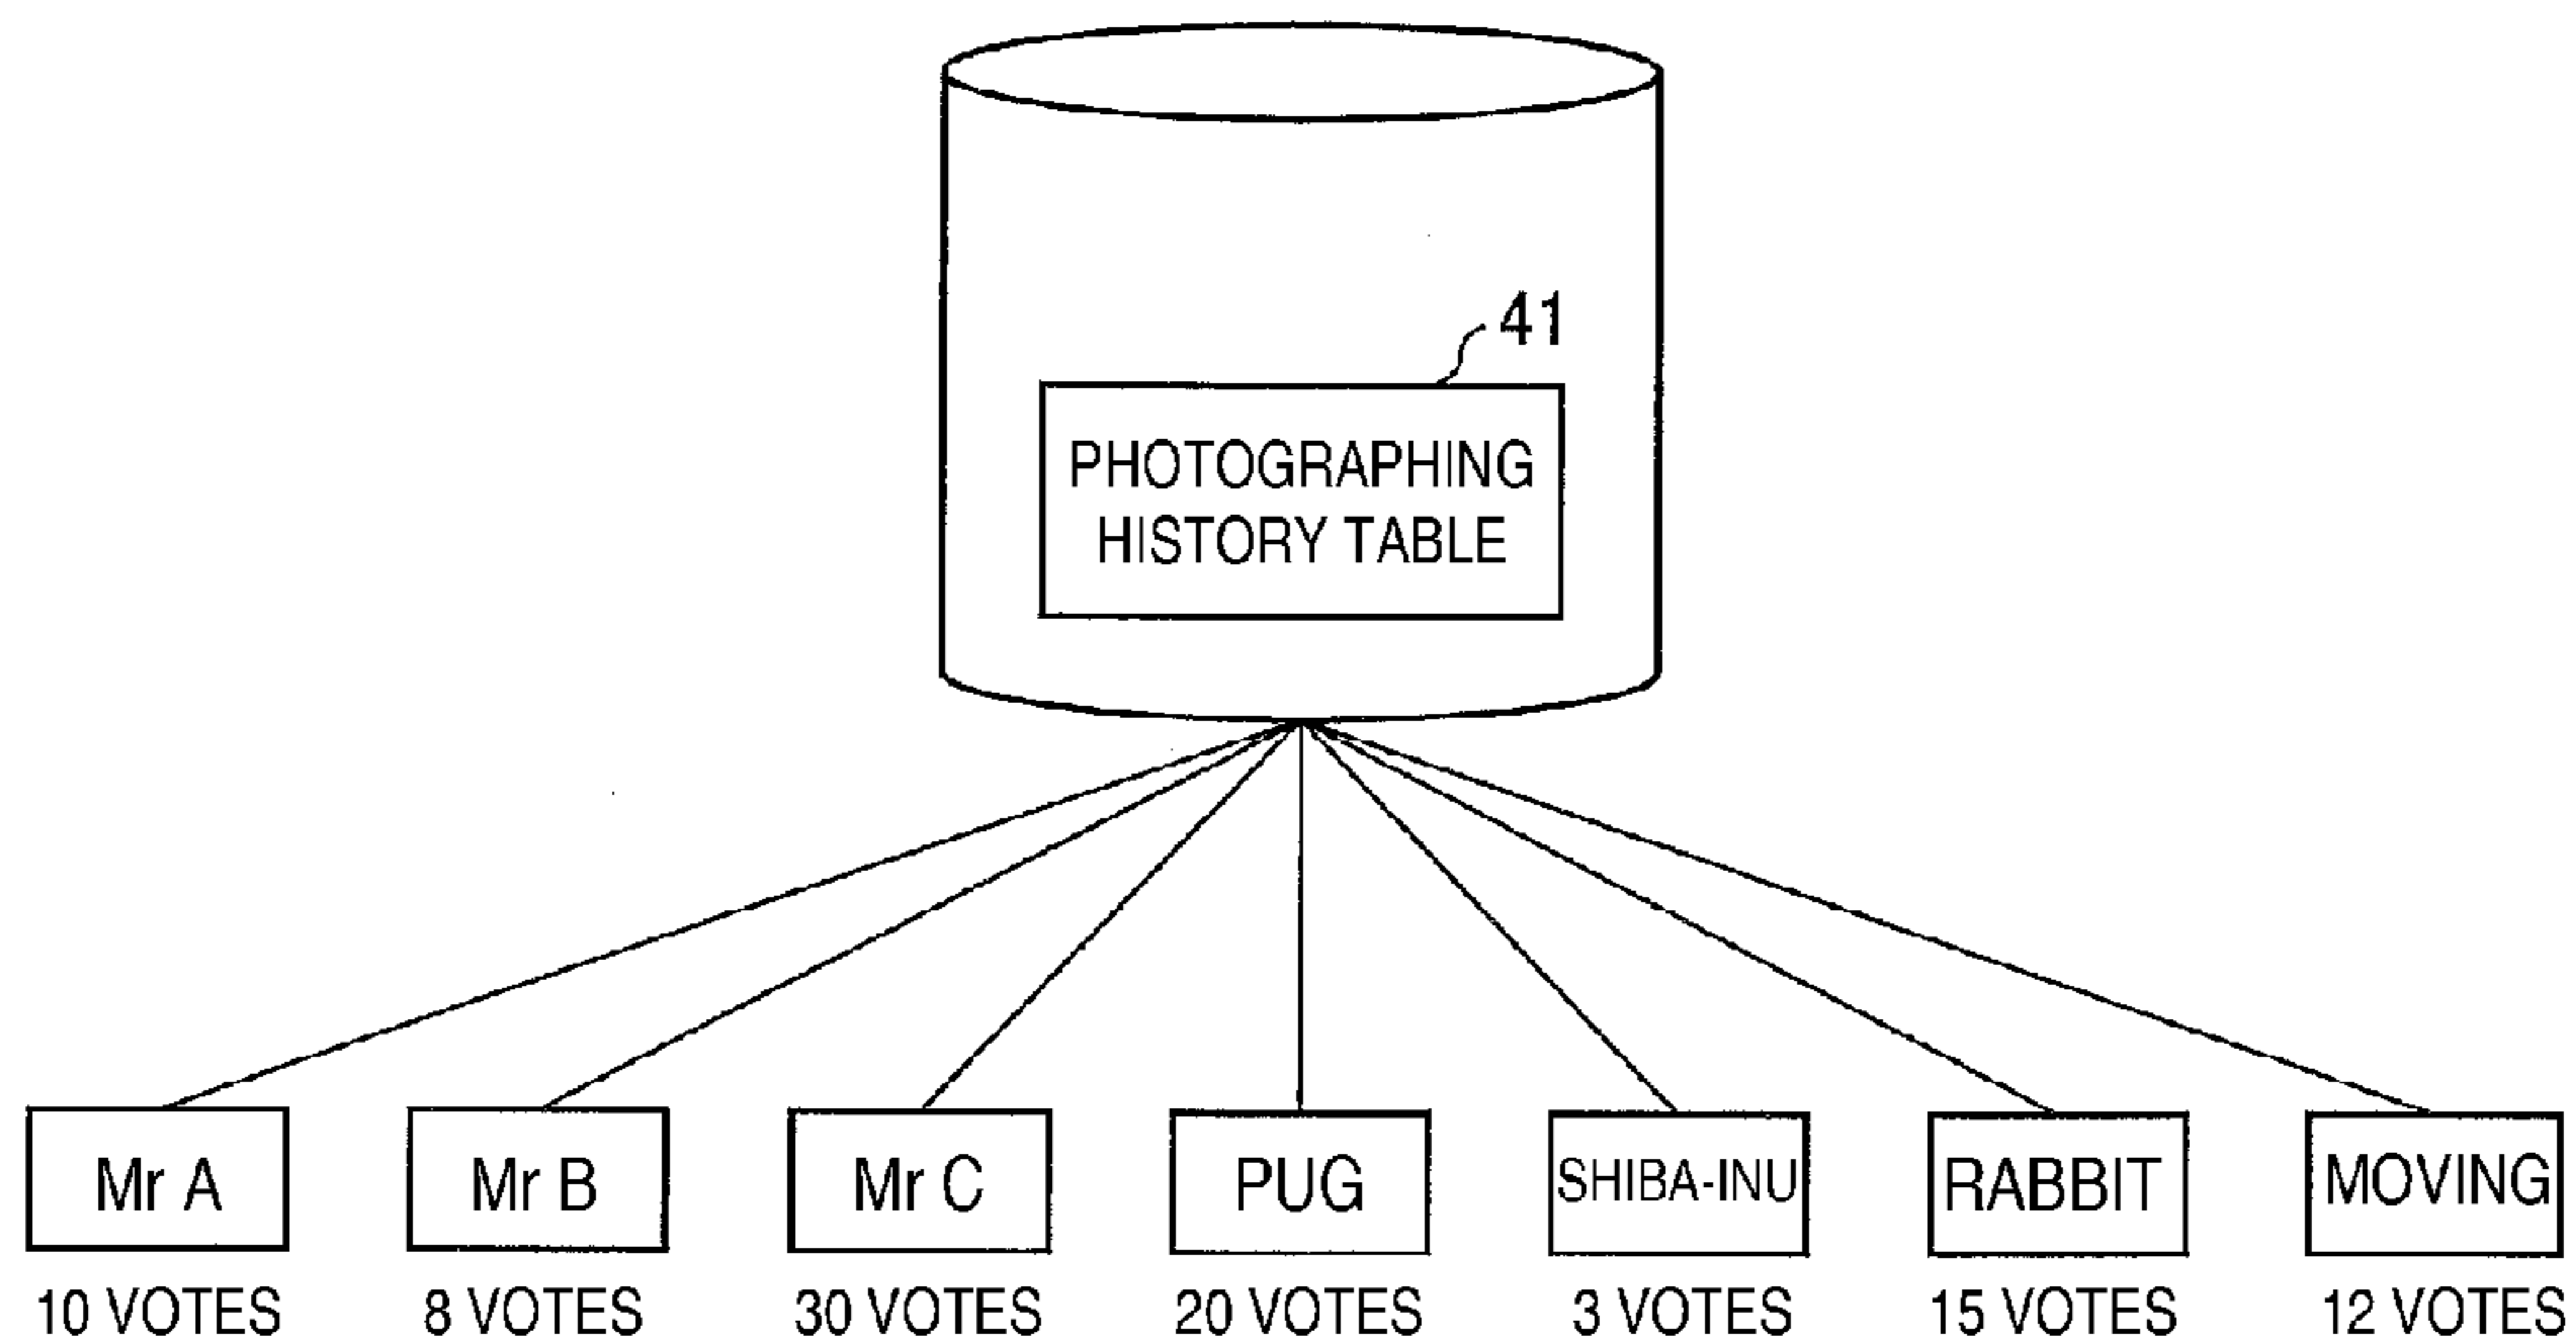 41
PHOTOGRAPHING
HISTORY TABLE
Mr A
Mr B
Mr C
PUG
SHIBA-INU
RABBIT
MOVING
10 VOTES
8 VOTES
30 VOTES
20 VOTES
3 VOTES
15 VOTES
12 VOTES